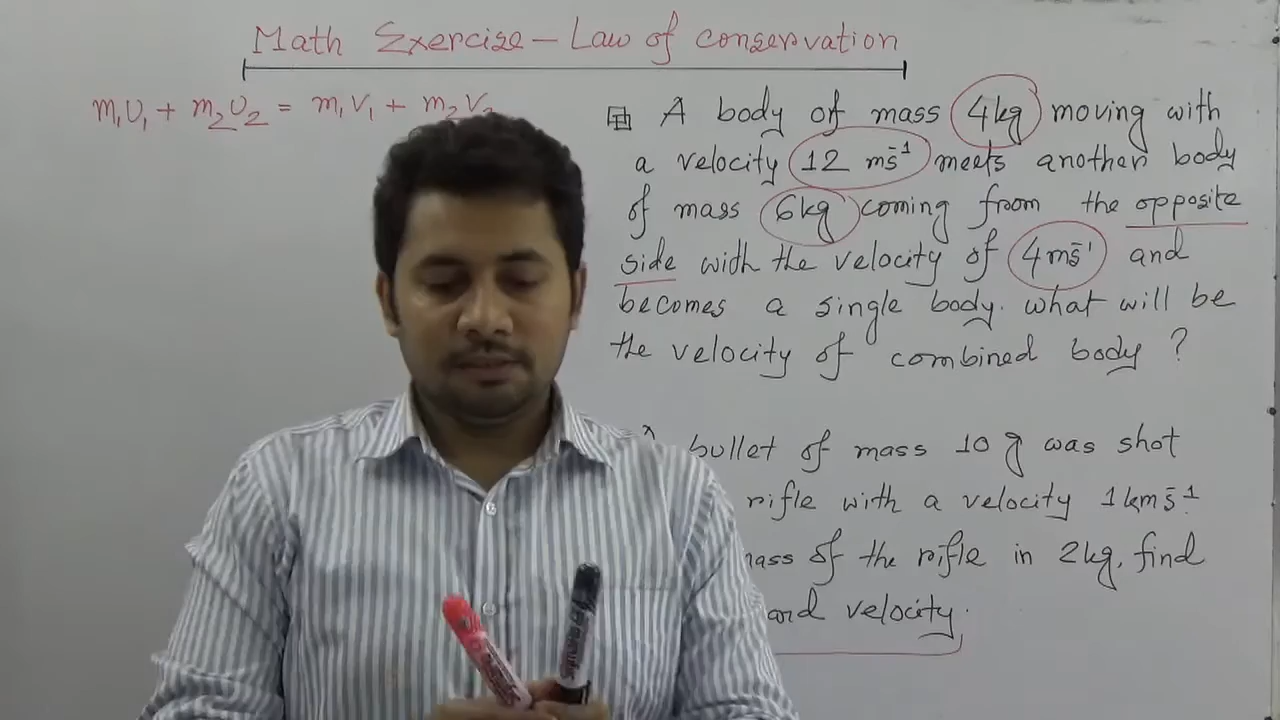 Math Exercise – Law of conservation
m₁U₁ + m₂U₂ = m₁V₁ + m₂V₂
A body of mass 4kg moving with
a velocity 12 ms⁻¹ meets another body
of mass 6kg coming from the opposite
side with the velocity of 4ms⁻¹ and
becomes a single body. what will be
the velocity of combined body ?
A bullet of mass 10 g was shot
rifle with a velocity 1kms⁻¹.
mass of the rifle in 2kg, find
velocity.